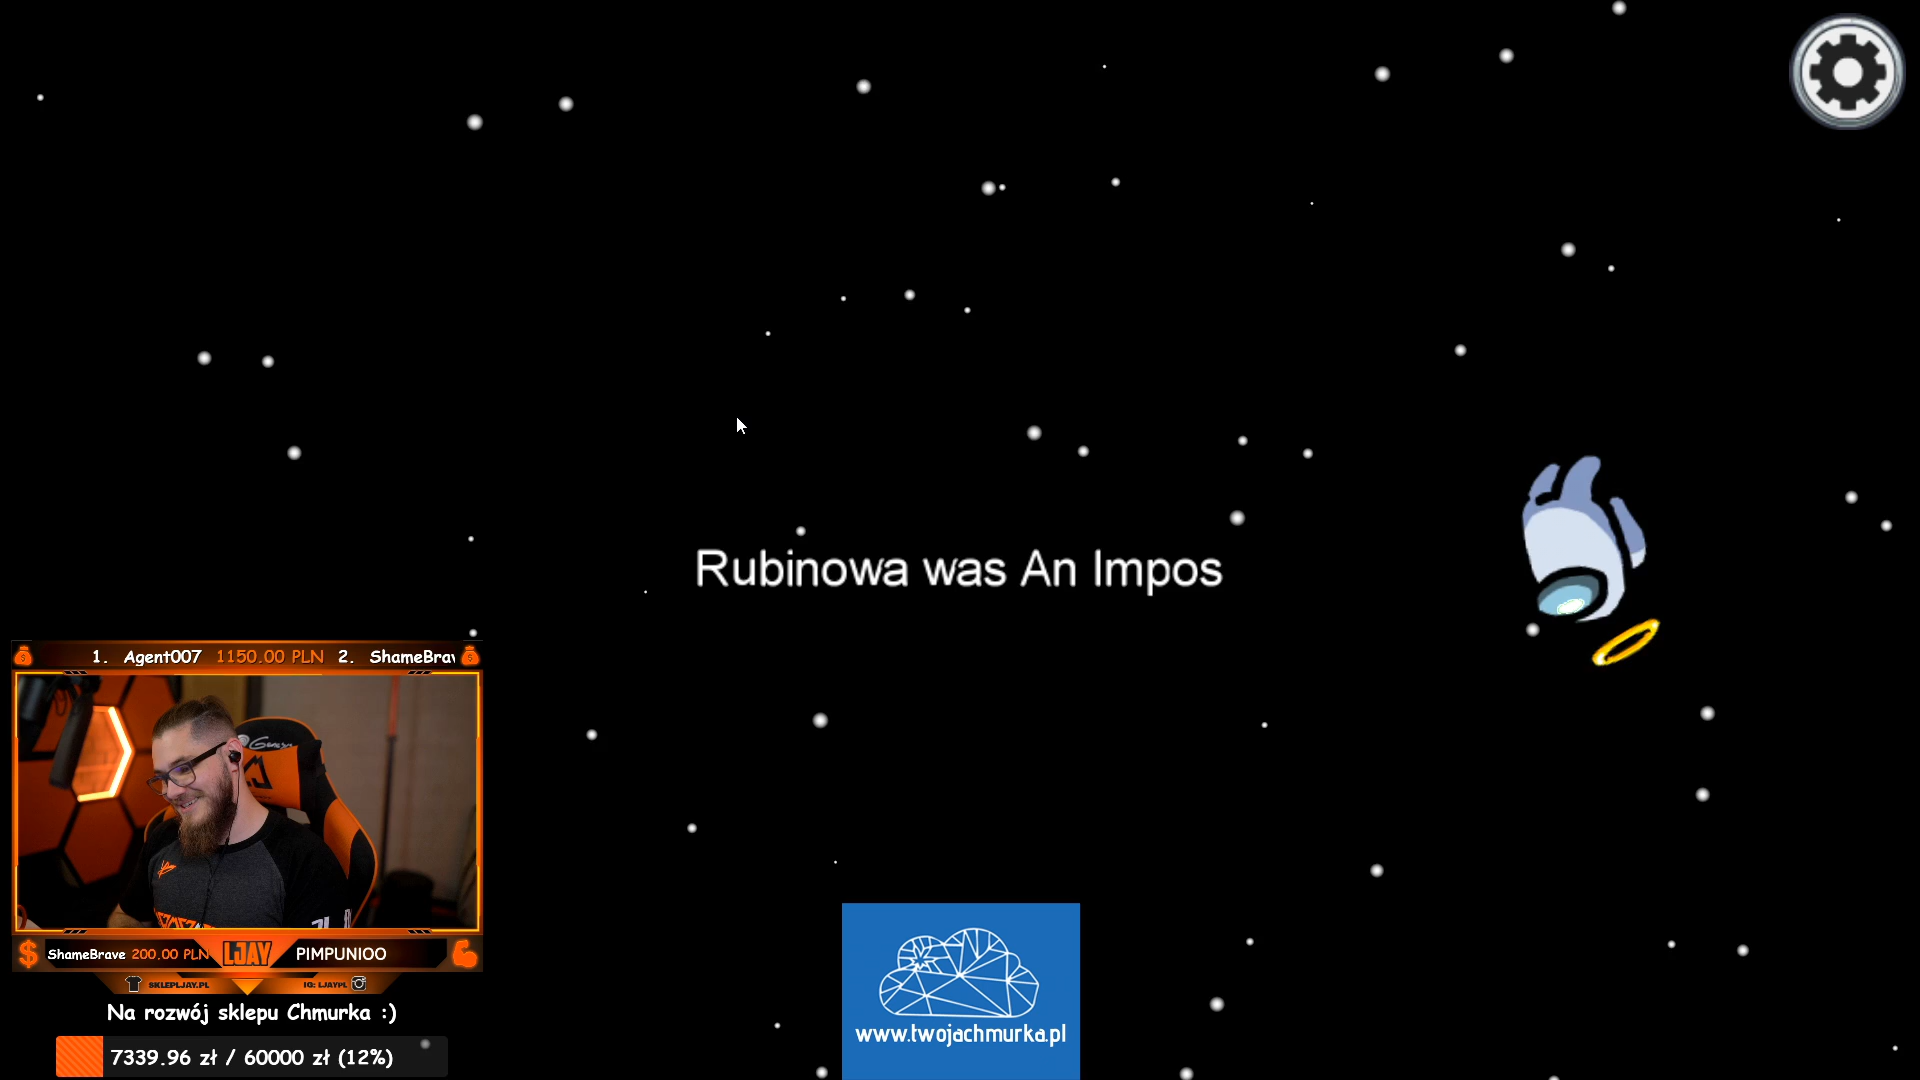 Rubinowa was An Impos
1. Agent007 1150.00 PLN 2. ShameBrav
ShameBrave 200.00 PLN
LJAY
PIMPUNIOO
SKLEPLJAY.PL
IG: LJAYPL
Na rozwój sklepu Chmurka :)
7339.96 zł / 60000 zł (12%)
www.twojachmurka.pl